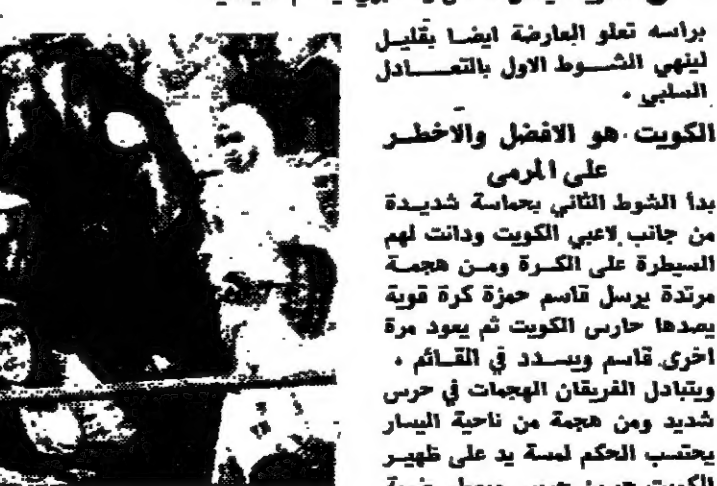 براسه تعلو العارضة ايضا بقليل
لينهي الشوط الاول بالتعادل
السلبي .
الكويت هو الافضل والاخطر
على المرمى
بدأ الشوط الثاني بحماسة شديدة
من جانب لاعبي الكويت ودانت لهم
السيطرة على الكرة ومن هجمة
مرتدة يرسل قاسم حمزة كرة قوية
يصدها حارس الكويت ثم يعود مرة
اخرى قاسم ويسدد في القائم .
ويتبادل الفريقان الهجمات في حرس
شديد ومن هجمة من ناحية اليسار
يحتسب الحكم لمسة يد على ظهير
الكويت